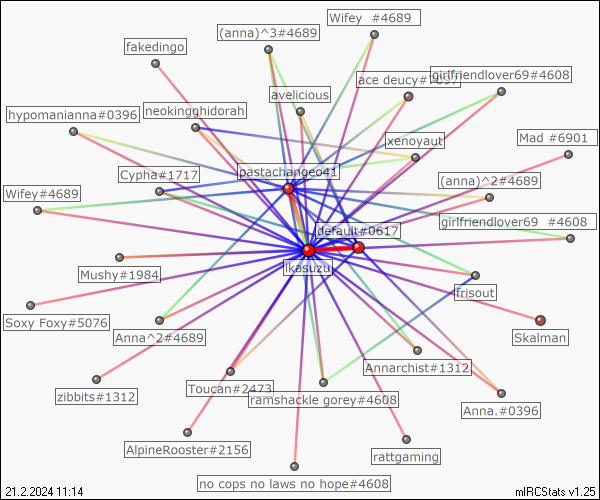 Wifey  #4689
(anna)^3#4689
fakedingo
ace deucy#
girlfriendlover69#4608
avelicious
hypomanianna#0396
neokingghidorah
xenoyaut
Mad #6901
Cypha#1717
pastachangeo41
(anna)^2#4689
Wifey#4689
default#0617
girlfriendlover69  #4608
Ikasuzu
Mushy#1984
frisout
Soxy Foxy#5076
Anna^2#4689
Skalman
Annarchist#1312
zibbits#1312
Toucan#2473
ramshackle gorey#4608
Anna.#0396
AlpineRooster#2156
rattgaming
no cops no laws no hope#4608
21.2.2024 11:14
mIRCStats v1.25